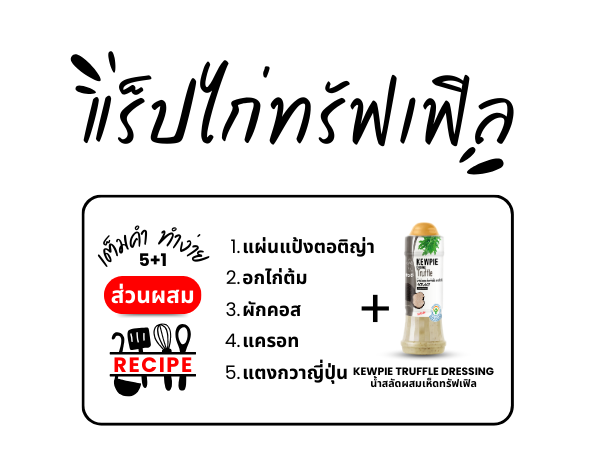 แร็ปไก่ทรัฟเฟิล
เต็มคำ ทำง่าย
5+1
ส่วนผสม
RECIPE
1. แผ่นแป้งตอติญ่า
2. อกไก่ต้ม
3. ผักคอส
4. แครอท
5. แตงกวาญี่ปุ่น
+
KEWPIE
Truffle
KEWPIE TRUFFLE DRESSING
น้ำสลัดผสมเห็ดทรัฟเฟิล